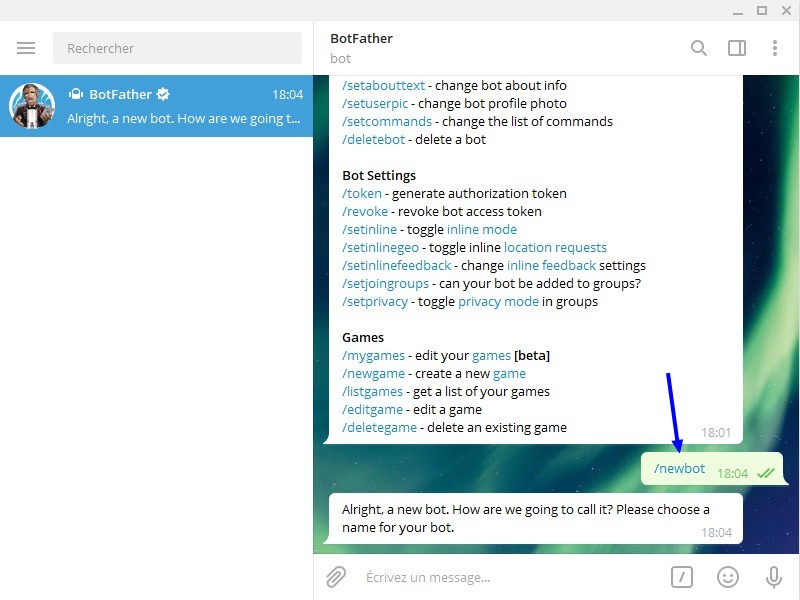 Rechercher
BotFather
bot
BotFather 18:04
Alright, a new bot. How are we going t...
/setabouttext - change bot about info
/setuserpic - change bot profile photo
/setcommands - change the list of commands
/deletebot - delete a bot
Bot Settings
/token - generate authorization token
/revoke - revoke bot access token
/setinline - toggle inline mode
/setinlinegeo - toggle inline location requests
/setinlinefeedback - change inline feedback settings
/setjoingroups - can your bot be added to groups?
/setprivacy - toggle privacy mode in groups
Games
/mygames - edit your games [beta]
/newgame - create a new game
/listgames - get a list of your games
/editgame - edit a game
/deletegame - delete an existing game
18:01
/newbot 18:04
Alright, a new bot. How are we going to call it? Please choose a
name for your bot.
18:04
Écrivez un message...